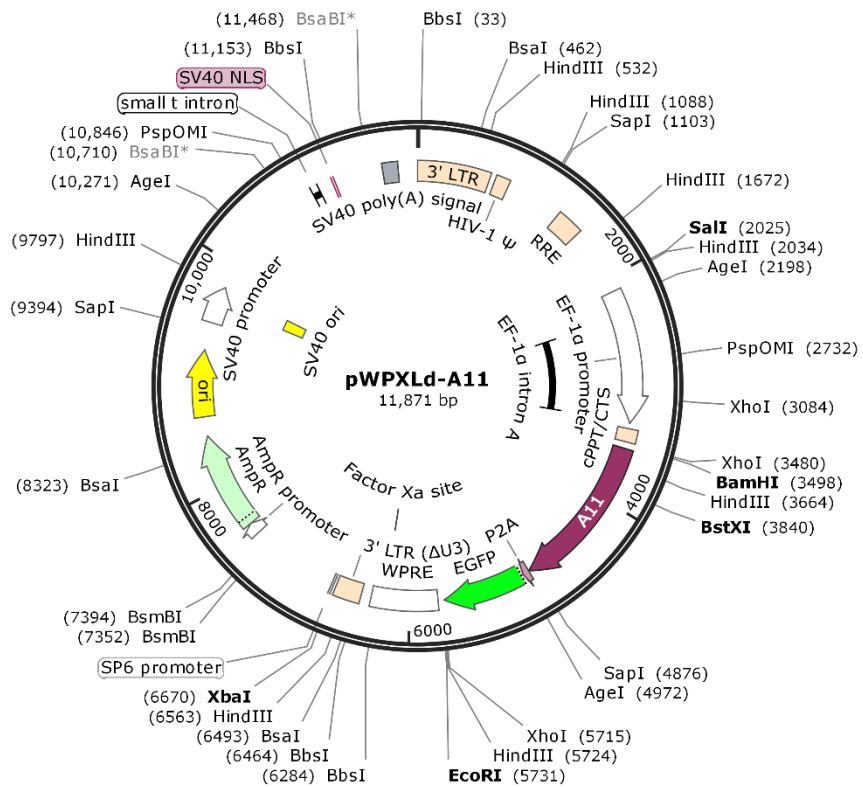 (11,468) BsaBI*
BbsI (33)
(11,153) BbsI
BsaI (462)
HindIII (532)
SV40 NLS
small t intron
HindIII (1088)
SapI (1103)
(10,846) PspOMI
(10,710) BsaBI*
(10,271) AgeI
HindIII (1672)
SalI (2025)
HindIII (2034)
AgeI (2198)
(9797) HindIII
(9394) SapI
PspOMI (2732)
XhoI (3084)
XhoI (3480)
BamHI (3498)
HindIII (3664)
BstXI (3840)
(8323) BsaI
(7394) BsmBI
(7352) BsmBI
SP6 promoter
(6670) XbaI
(6563) HindIII
(6493) BsaI
(6464) BbsI
(6284) BbsI
SapI (4876)
AgeI (4972)
XhoI (5715)
HindIII (5724)
EcoRI (5731)
3' LTR
SV40 poly(A) signal
HIV-1 Ψ
RRE
2000
EF-1α promoter
EF-1α intron A
cPPT/CTS
4000
A11
P2A
EGFP
WPRE
3' LTR (ΔU3)
6000
Factor Xa site
AmpR promoter
AmpR
8000
ori
SV40 promoter
SV40 ori
10,000
pWPXLd-A11
11,871 bp